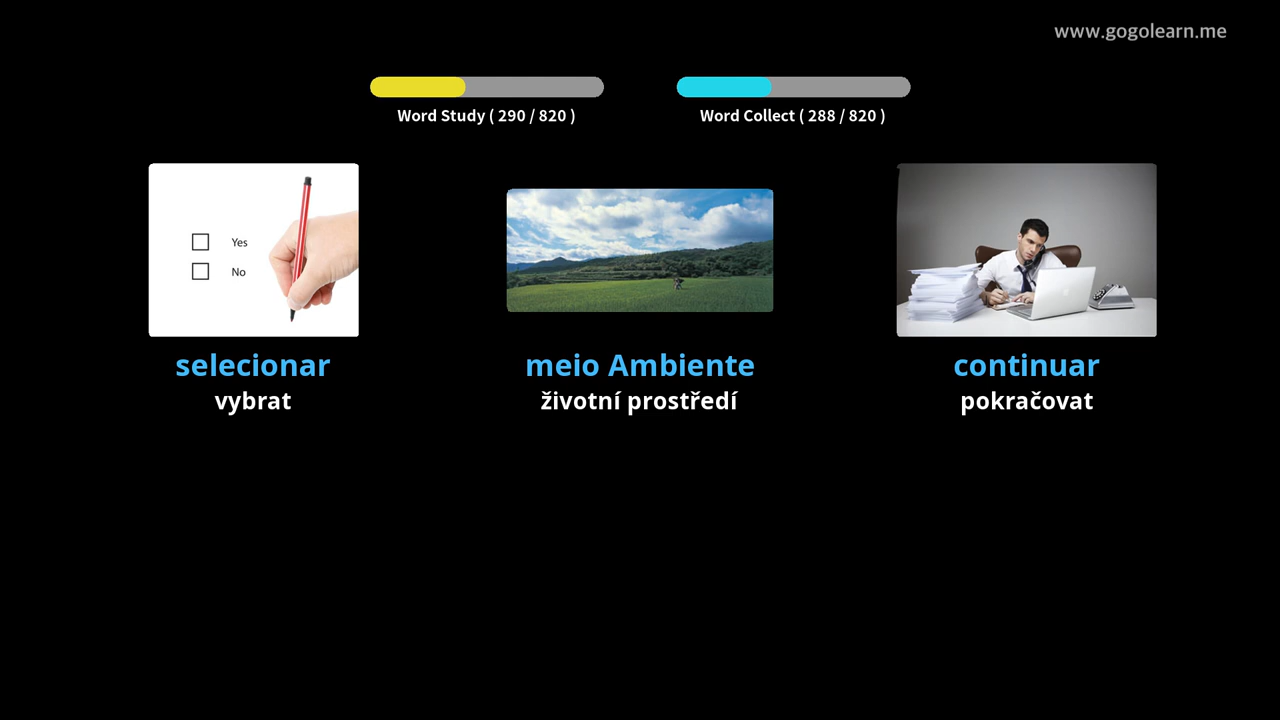 www.gogolearn.me
Word Study ( 290 / 820 )
Word Collect ( 288 / 820 )
Yes
No
selecionar
meio Ambiente
continuar
vybrat
životní prostředí
pokračovat